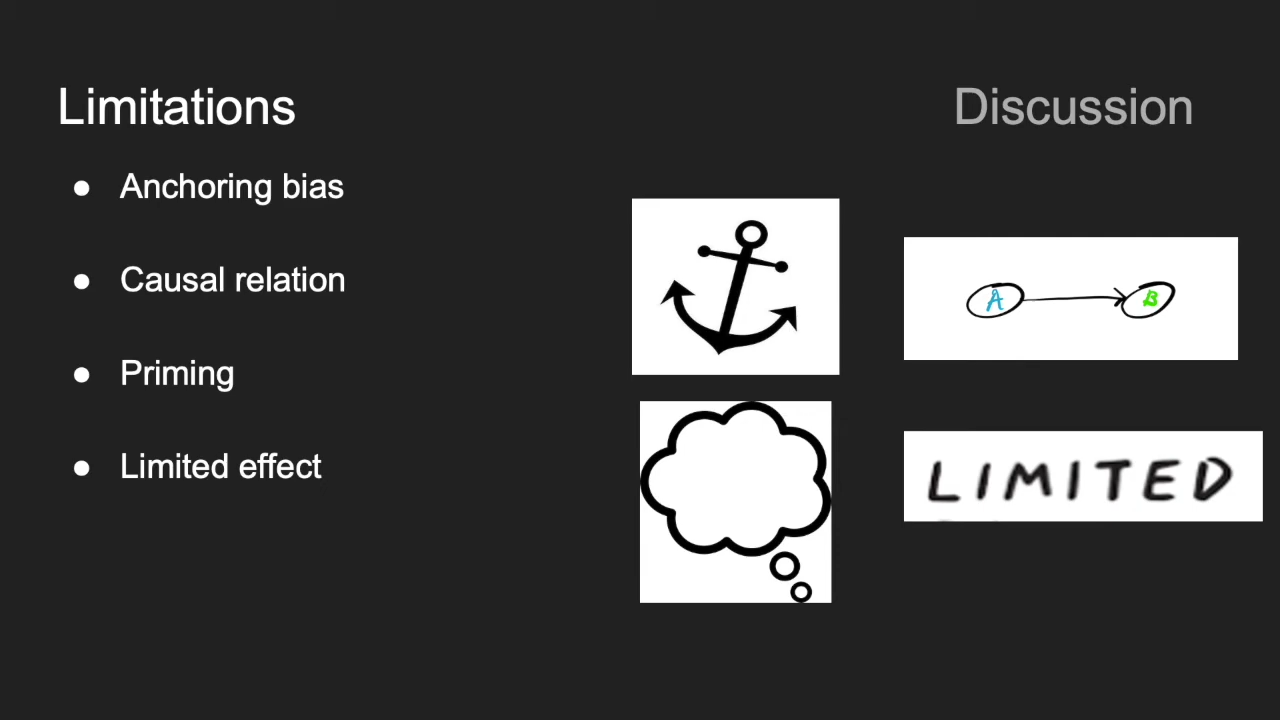 Limitations
Discussion
● Anchoring bias
● Causal relation
● Priming
● Limited effect
A
B
LIMITED